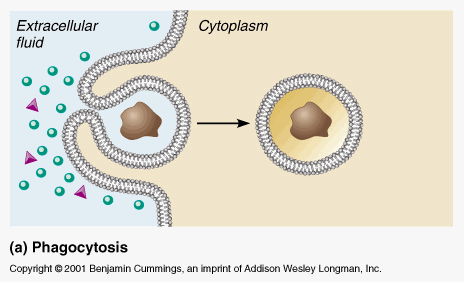 Extracellular
fluid
Cytoplasm
(a) Phagocytosis
Copyright © 2001 Benjamin Cummings, an imprint of Addison Wesley Longman, Inc.